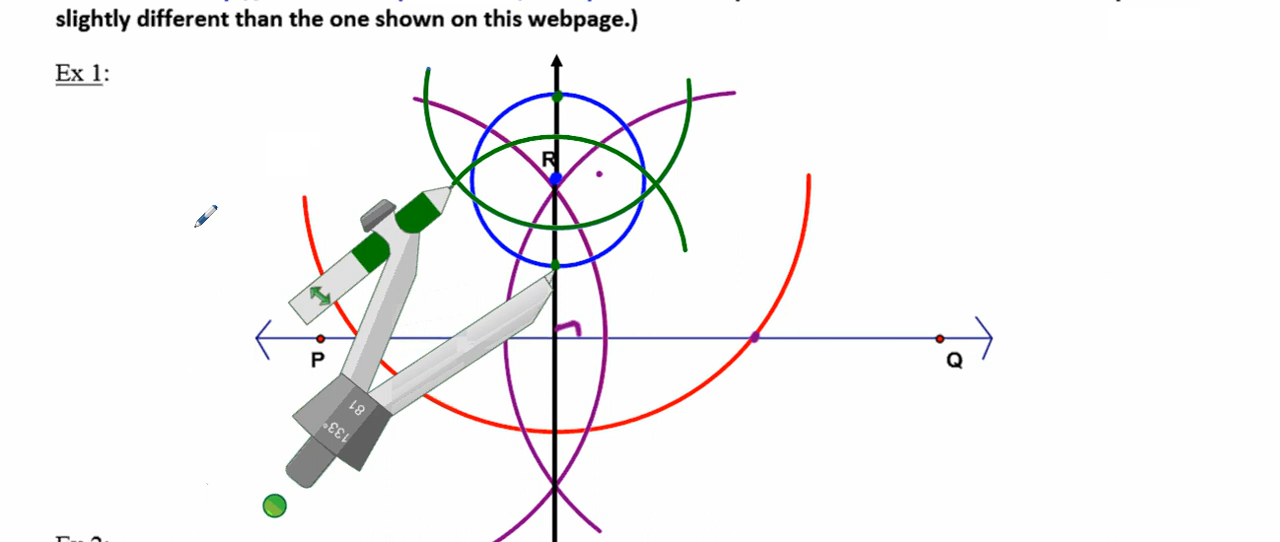 slightly different than the one shown on this webpage.)
Ex 1:
R
P
Q
81
133°